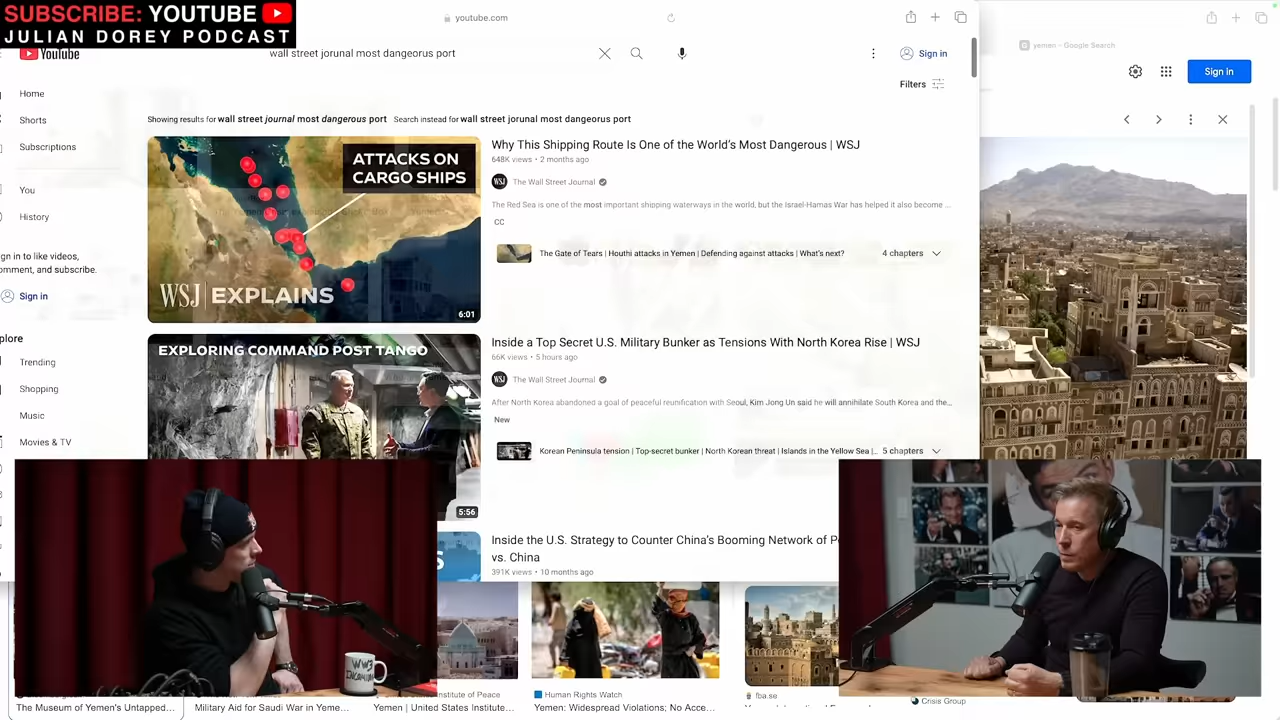 SUBSCRIBE: YOUTUBE
JULIAN DOREY PODCAST
youtube.com
yemen - Google Search
YouTube
wall street jorunal most dangeorus port
Sign in
Sign in
Filters
Home
Shorts
Subscriptions
You
History
gn in to like videos,
omment, and subscribe.
Sign in
plore
Trending
Shopping
Music
Movies & TV
Showing results for wall street journal most dangerous port Search instead for wall street jorunal most dangeorus port
ATTACKS ON
CARGO SHIPS
WSJ EXPLAINS
6:01
Why This Shipping Route Is One of the World's Most Dangerous | WSJ
648K views • 2 months ago
WSJ The Wall Street Journal
The Red Sea is one of the most important shipping waterways in the world, but the Israel-Hamas War has helped it also become ...
CC
The Gate of Tears | Houthi attacks in Yemen | Defending against attacks | What's next?
4 chapters
EXPLORING COMMAND POST TANGO
5:56
Inside a Top Secret U.S. Military Bunker as Tensions With North Korea Rise | WSJ
66K views • 5 hours ago
WSJ The Wall Street Journal
After North Korea abandoned a goal of peaceful reunification with Seoul, Kim Jong Un said he will annihilate South Korea and the...
New
Korean Peninsula tension | Top-secret bunker | North Korean threat | Islands in the Yellow Sea |...
5 chapters
S
Inside the U.S. Strategy to Counter China's Booming Network of P
vs. China
391K views • 10 months ago
WW3
Institute of Peace
Human Rights Watch
fba.se
Crisis Group
The Museum of Yemen's Untapped...
Military Aid for Saudi War in Yeme...
Yemen | United States Institute...
Yemen: Widespread Violations; No Acce...